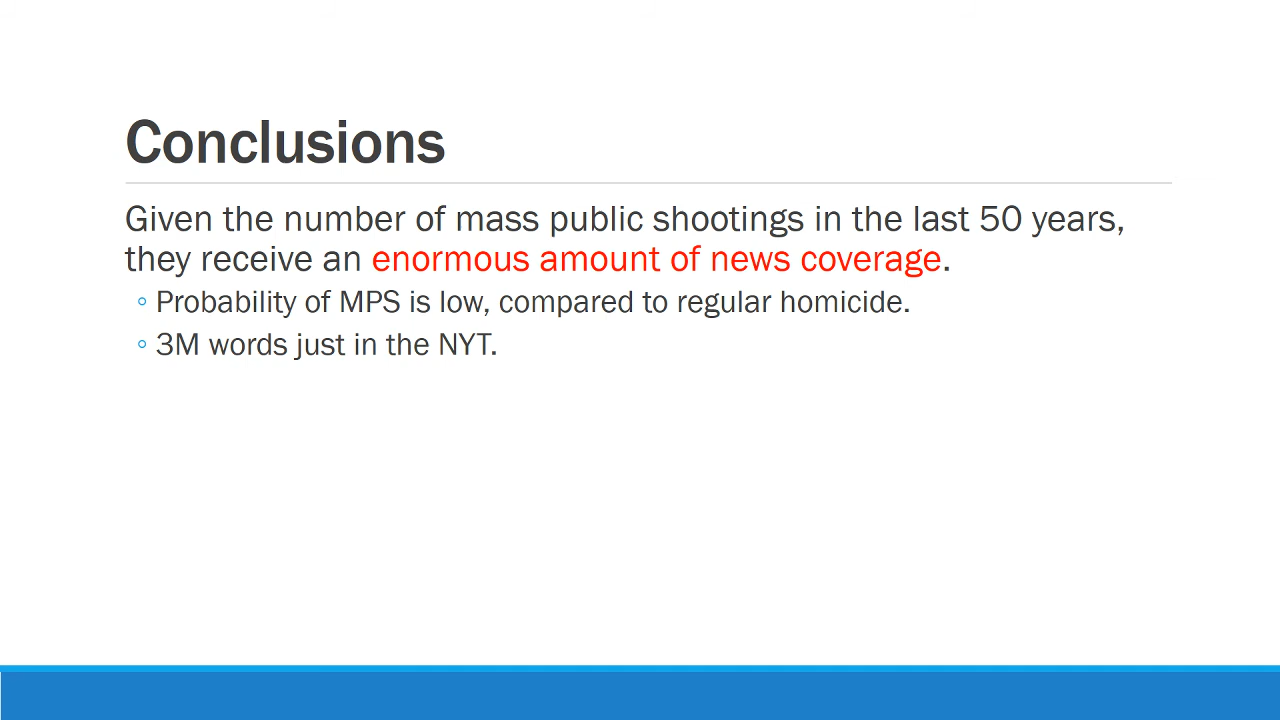 Conclusions
Given the number of mass public shootings in the last 50 years,
they receive an enormous amount of news coverage.
◦ Probability of MPS is low, compared to regular homicide.
◦ 3M words just in the NYT.